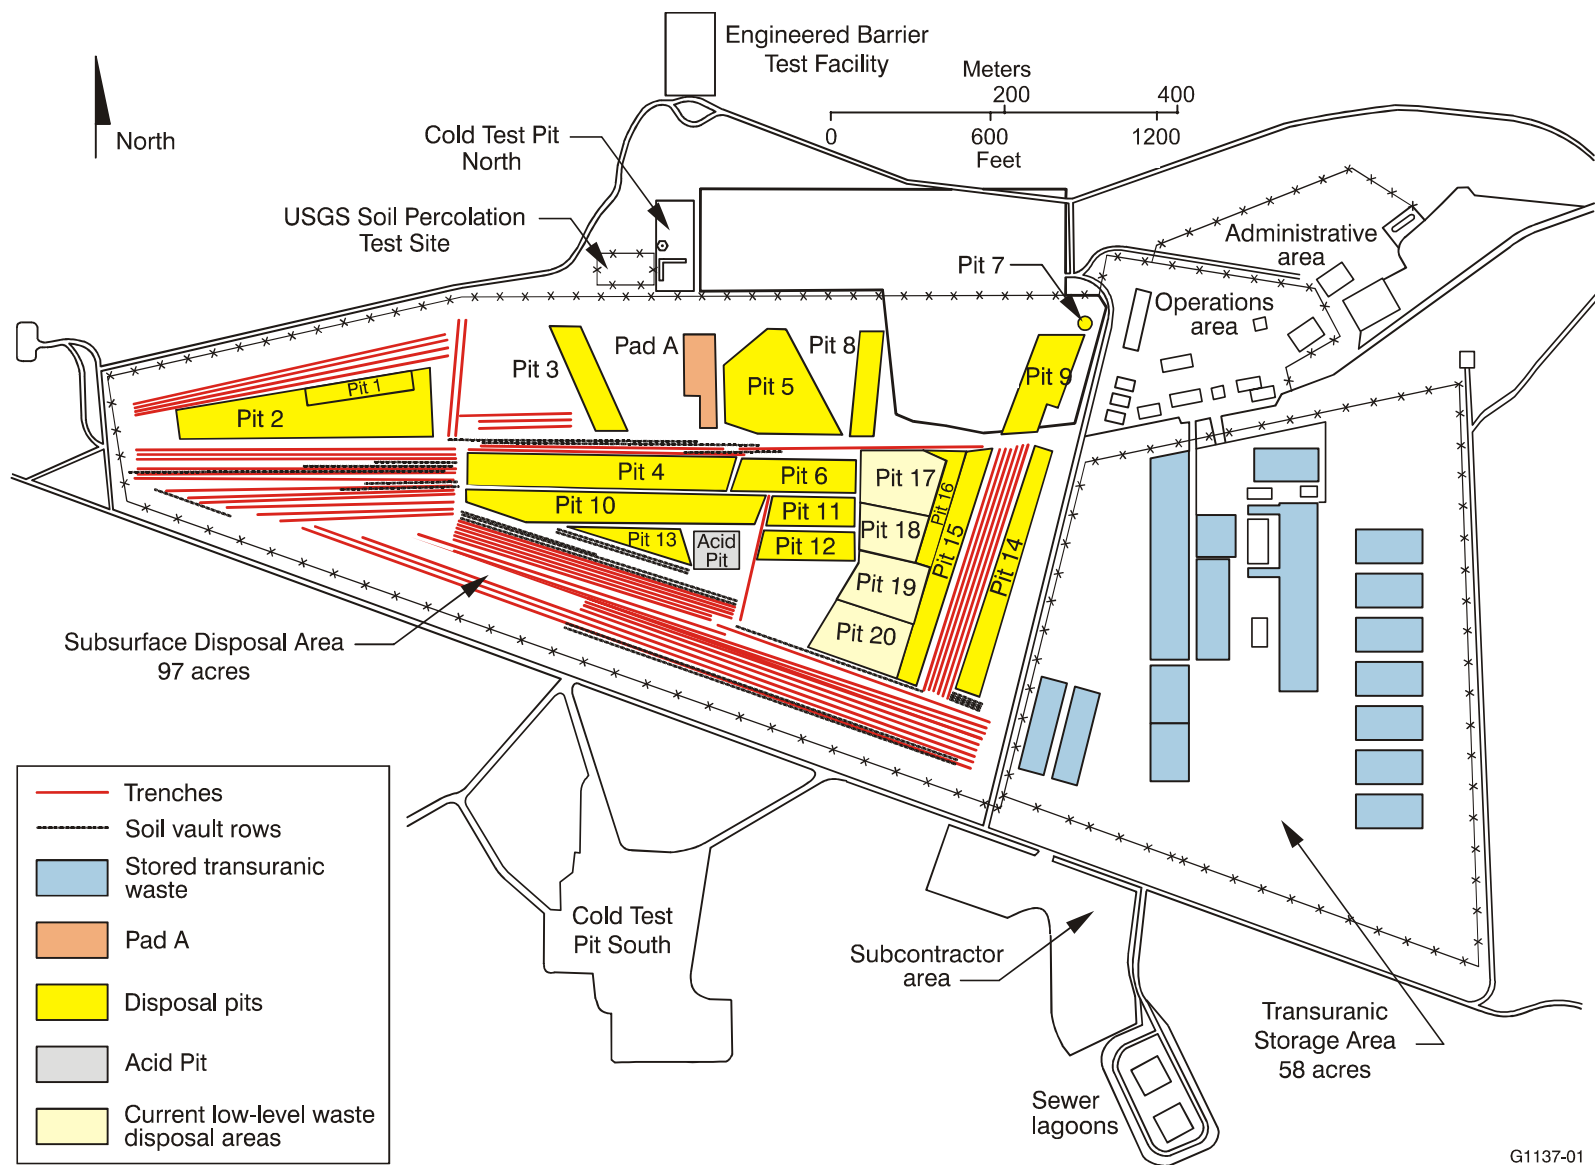 Engineered Barrier
Test Facility
Meters
200
400
0
600
1200
Feet
North
Cold Test Pit
North
USGS Soil Percolation
Test Site
Administrative
area
Pit 7
Operations
area
Pit 3
Pad A
Pit 8
Pit 5
Pit 9
Pit 1
Pit 2
Pit 4
Pit 6
Pit 17
Pit 16
Pit 10
Pit 11
Pit 18
Pit 15
Pit 14
Pit 13
Acid
Pit
Pit 12
Pit 19
Pit 20
Subsurface Disposal Area
97 acres
Trenches
Soil vault rows
Stored transuranic
waste
Pad A
Disposal pits
Acid Pit
Current low-level waste
disposal areas
Cold Test
Pit South
Subcontractor
area
Transuranic
Storage Area
58 acres
Sewer
lagoons
G1137-01